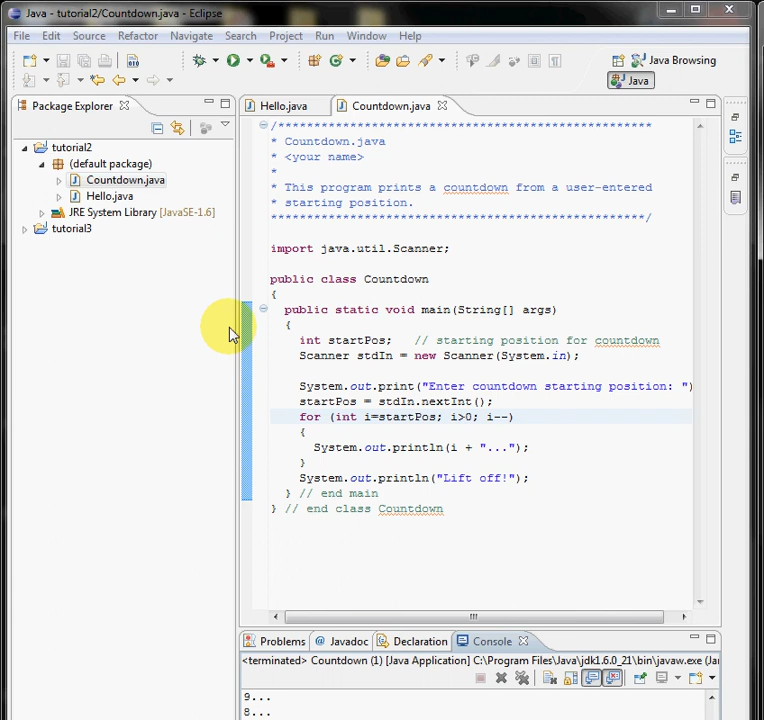 Java - tutorial2/Countdown.java - Eclipse
File Edit Source Refactor Navigate Search Project Run Window Help
Java Browsing
Java
Package Explorer
Hello.java Countdown.java
tutorial2
(default package)
Countdown.java
Hello.java
JRE System Library [JavaSE-1.6]
tutorial3
/****************************************************
* Countdown.java
* <your name>
*
* This program prints a countdown from a user-entered
* starting position.
****************************************************/
import java.util.Scanner;
public class Countdown
{
public static void main(String[] args)
{
int startPos; // starting position for countdown
Scanner stdIn = new Scanner(System.in);
System.out.print("Enter countdown starting position: ")
startPos = stdIn.nextInt();
for (int i=startPos; i>0; i--)
{
System.out.println(i + "...");
}
System.out.println("Lift off!");
} // end main
} // end class Countdown
Problems @ Javadoc Declaration Console
<terminated> Countdown (1) [Java Application] C:\Program Files\Java\jdk1.6.0_21\bin\javaw.exe (Jan
9...
8...